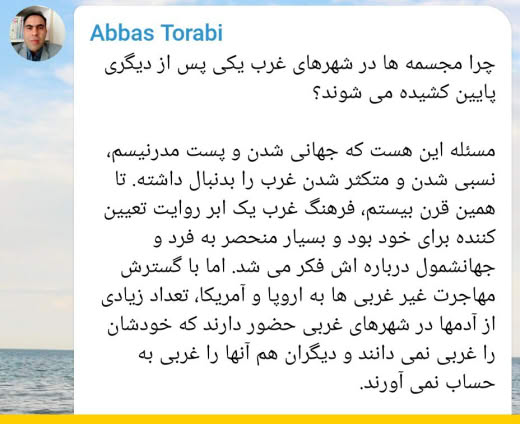 Abbas Torabi
چرا مجسمه ها در شهرهای غرب یکی پس از دیگری
پایین کشیده می شوند؟
مسئله این هست که جهانی شدن و پست مدرنیسم،
نسبی شدن و متکثر شدن غرب را بدنبال داشته. تا
همین قرن بیستم، فرهنگ غرب یک ابر روایت تعیین
کننده برای خود بود و بسیار منحصر به فرد و
جهانشمول درباره اش فکر می شد. اما با گسترش
مهاجرت غیر غربی ها به اروپا و آمریکا، تعداد زیادی
از آدمها در شهرهای غربی حضور دارند که خودشان
را غربی نمی دانند و دیگران هم آنها را غربی به
حساب نمی آورند.